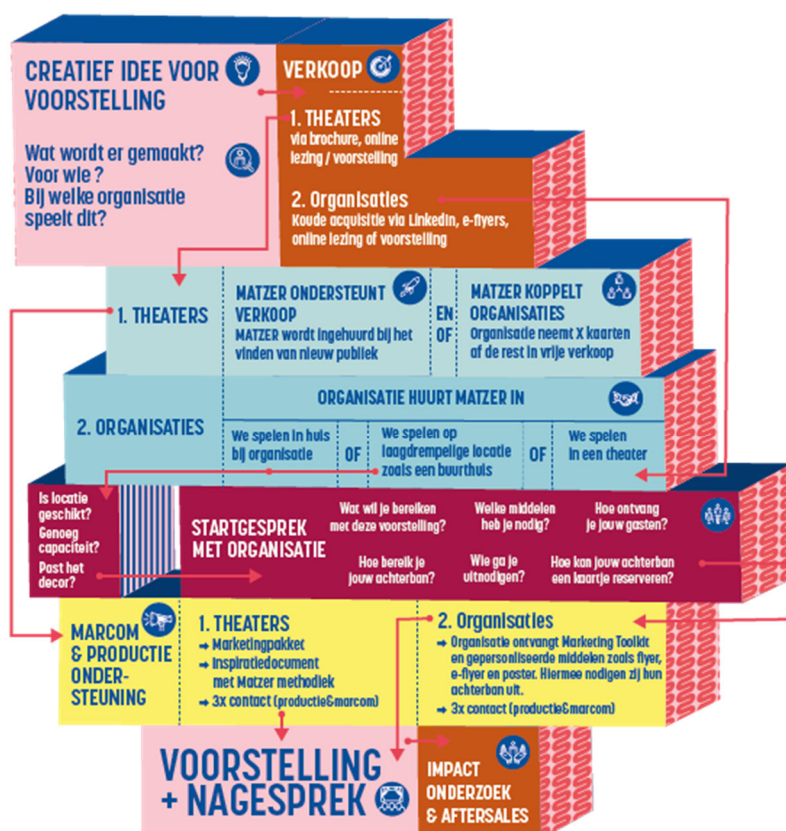 CREATIEF IDEE VOOR
VOORSTELLING
Wat wordt er gemaakt?
Voor wie ?
Bij welke organisatie
speelt dit?
VERKOOP
1. THEATERS
via brochure, online
lezing / voorstelling
2. Organisaties
Koude acquisitie via LinkedIn, e-flyers,
online lezing of voorstelling
1. THEATERS
MATZER ONDERSTEUNT
VERKOOP
MATZER wordt ingehuurd bij het
vinden van nieuw publiek
EN
OF
MATZER KOPPELT
ORGANISATIES
Organisatie neemt X kaarten
af de rest in vrije verkoop
2. ORGANISATIES
ORGANISATIE HUURT MATZER IN
We spelen in huis
bij organisatie
OF
We spelen op
laagdrempelige locatie
zoals een buurthuis
OF
We spelen
in een theater
Is locatie
geschikt?
Genoeg
capaciteit?
Past het
decor?
STARTGESPREK
MET ORGANISATIE
Wat wil je bereiken
met deze voorstelling?
Welke middelen
heb je nodig?
Hoe ontvang
je jouw gasten?
Hoe bereik je
jouw achterban?
Wie ga je
uitnodigen?
Hoe kan jouw achterban
een kaartje reserveren?
MARCOM
& PRODUCTIE
ONDER-
STEUNING
1. THEATERS
→ Marketingpakket
→ Inspiratiedocument
met Matzer methodiek
→ 3x contact (productie&marcom)
2. Organisaties
→ Organisatie ontvangt Marketing Toolkit
en gepersonliseerde middelen zoals flyer,
e-flyer en poster. Hiermee nodigen zij hun
achterban uit.
→ 3x contact (productie&marcom)
VOORSTELLING
+ NAGESPREK
IMPACT
ONDERZOEK
& AFTERSALES